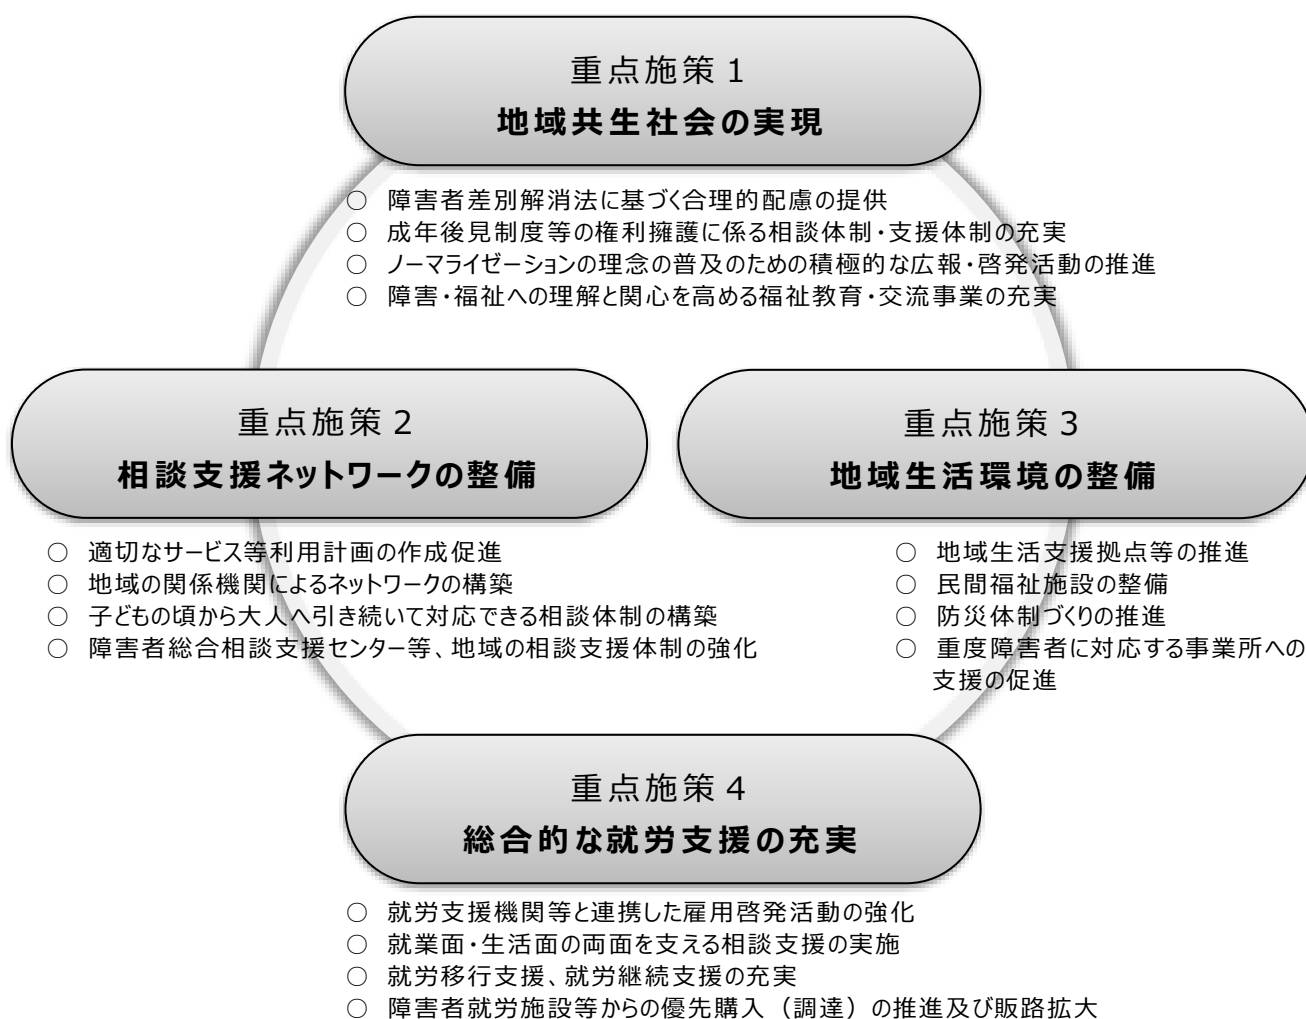 重点施策１
地域共生社会の実現
○ 障害者差別解消法に基づく合理的配慮の提供
○ 成年後見制度等の権利擁護に係る相談体制・支援体制の充実
○ ノーマライゼーションの理念の普及のための積極的な広報・啓発活動の推進
○ 障害・福祉への理解と関心を高める福祉教育・交流事業の充実
重点施策２
相談支援ネットワークの整備
○ 適切なサービス等利用計画の作成促進
○ 地域の関係機関によるネットワークの構築
○ 子どもの頃から大人へ引き続いて対応できる相談体制の構築
○ 障害者総合相談支援センター等、地域の相談支援体制の強化
重点施策３
地域生活環境の整備
○ 地域生活支援拠点等の推進
○ 民間福祉施設の整備
○ 防災体制づくりの推進
○ 重度障害者に対応する事業所への
支援の促進
重点施策４
総合的な就労支援の充実
○ 就労支援機関等と連携した雇用啓発活動の強化
○ 就業面・生活面の両面を支える相談支援の実施
○ 就労移行支援、就労継続支援の充実
○ 障害者就労施設等からの優先購入（調達）の推進及び販路拡大